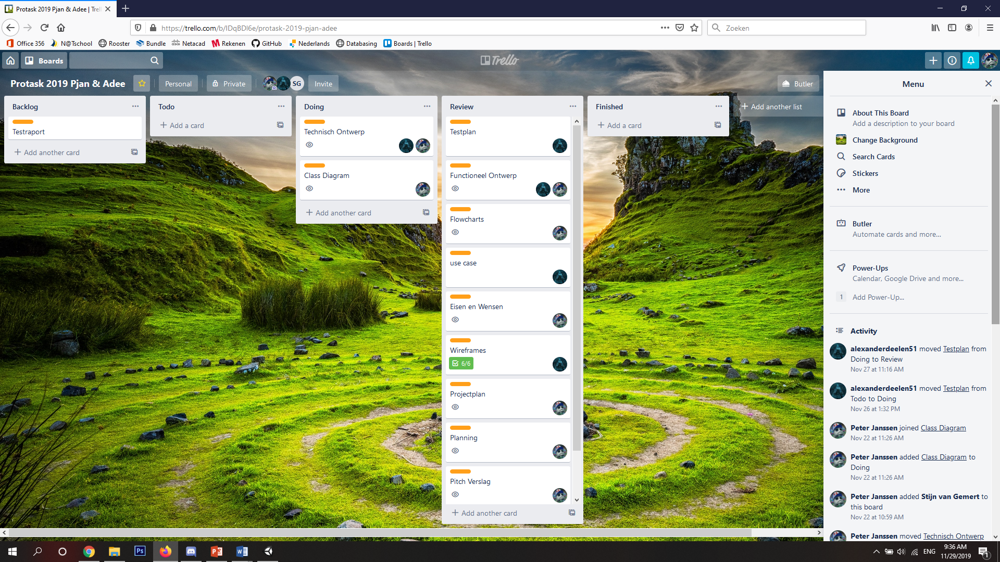 Protask 2019 Pjan & Adee | Trel
https://trello.com/b/IDqBDl6e/protask-2019-pjan-adee
Zoeken
Office 356
N@Tschool
Rooster
Bundle
Netacad
Rekenen
GitHub
Nederlands
Databasing
Boards | Trello
Boards
Trello
Protask 2019 Pjan & Adee
Personal
Private
SG
Invite
Butler
Backlog
Testraport
Add another card
Todo
Add a card
Doing
Technisch Ontwerp
Class Diagram
Add another card
Review
Testplan
Functioneel Ontwerp
Flowcharts
use case
Eisen en Wensen
Wireframes
6/6
Projectplan
Planning
Pitch Verslag
Add another card
Finished
Add a card
Add another list
Menu
About This Board
Add a description to your board
Change Background
Search Cards
Stickers
More
Butler
Automate cards and more...
Power-Ups
Calendar, Google Drive and more...
1 Add Power-Up...
Activity
alexanderdeelen51 moved Testplan from
Doing to Review
Nov 27 at 11:16 AM
alexanderdeelen51 moved Testplan from
Todo to Doing
Nov 26 at 1:32 PM
Peter Janssen joined Class Diagram
Nov 22 at 11:26 AM
Peter Janssen added Class Diagram to
Doing
Nov 22 at 11:26 AM
Peter Janssen added Stijn van Gemert to
this board
Nov 22 at 10:59 AM
Peter Janssen moved Technisch Ontwerp
Ps
ENG
9:36 AM
11/29/2019
1